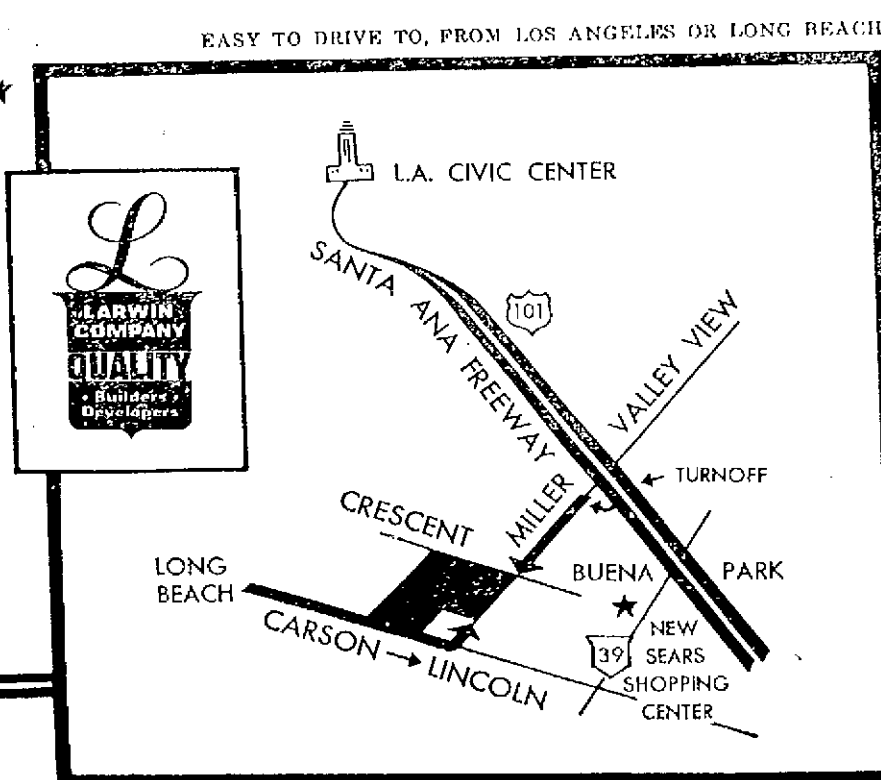 EASY TO DRIVE TO, FROM LOS ANGELES OR LONG BEACH
L.A. CIVIC CENTER
L
LARWIN
COMPANY
QUALITY
• Builders •
Developers
SANTA ANA FREEWAY
101
VALLEY VIEW
TURNOFF
MILLER
CRESCENT
LONG
BEACH
BUENA PARK
CARSON → LINCOLN
39
NEW
SEARS
SHOPPING
CENTER